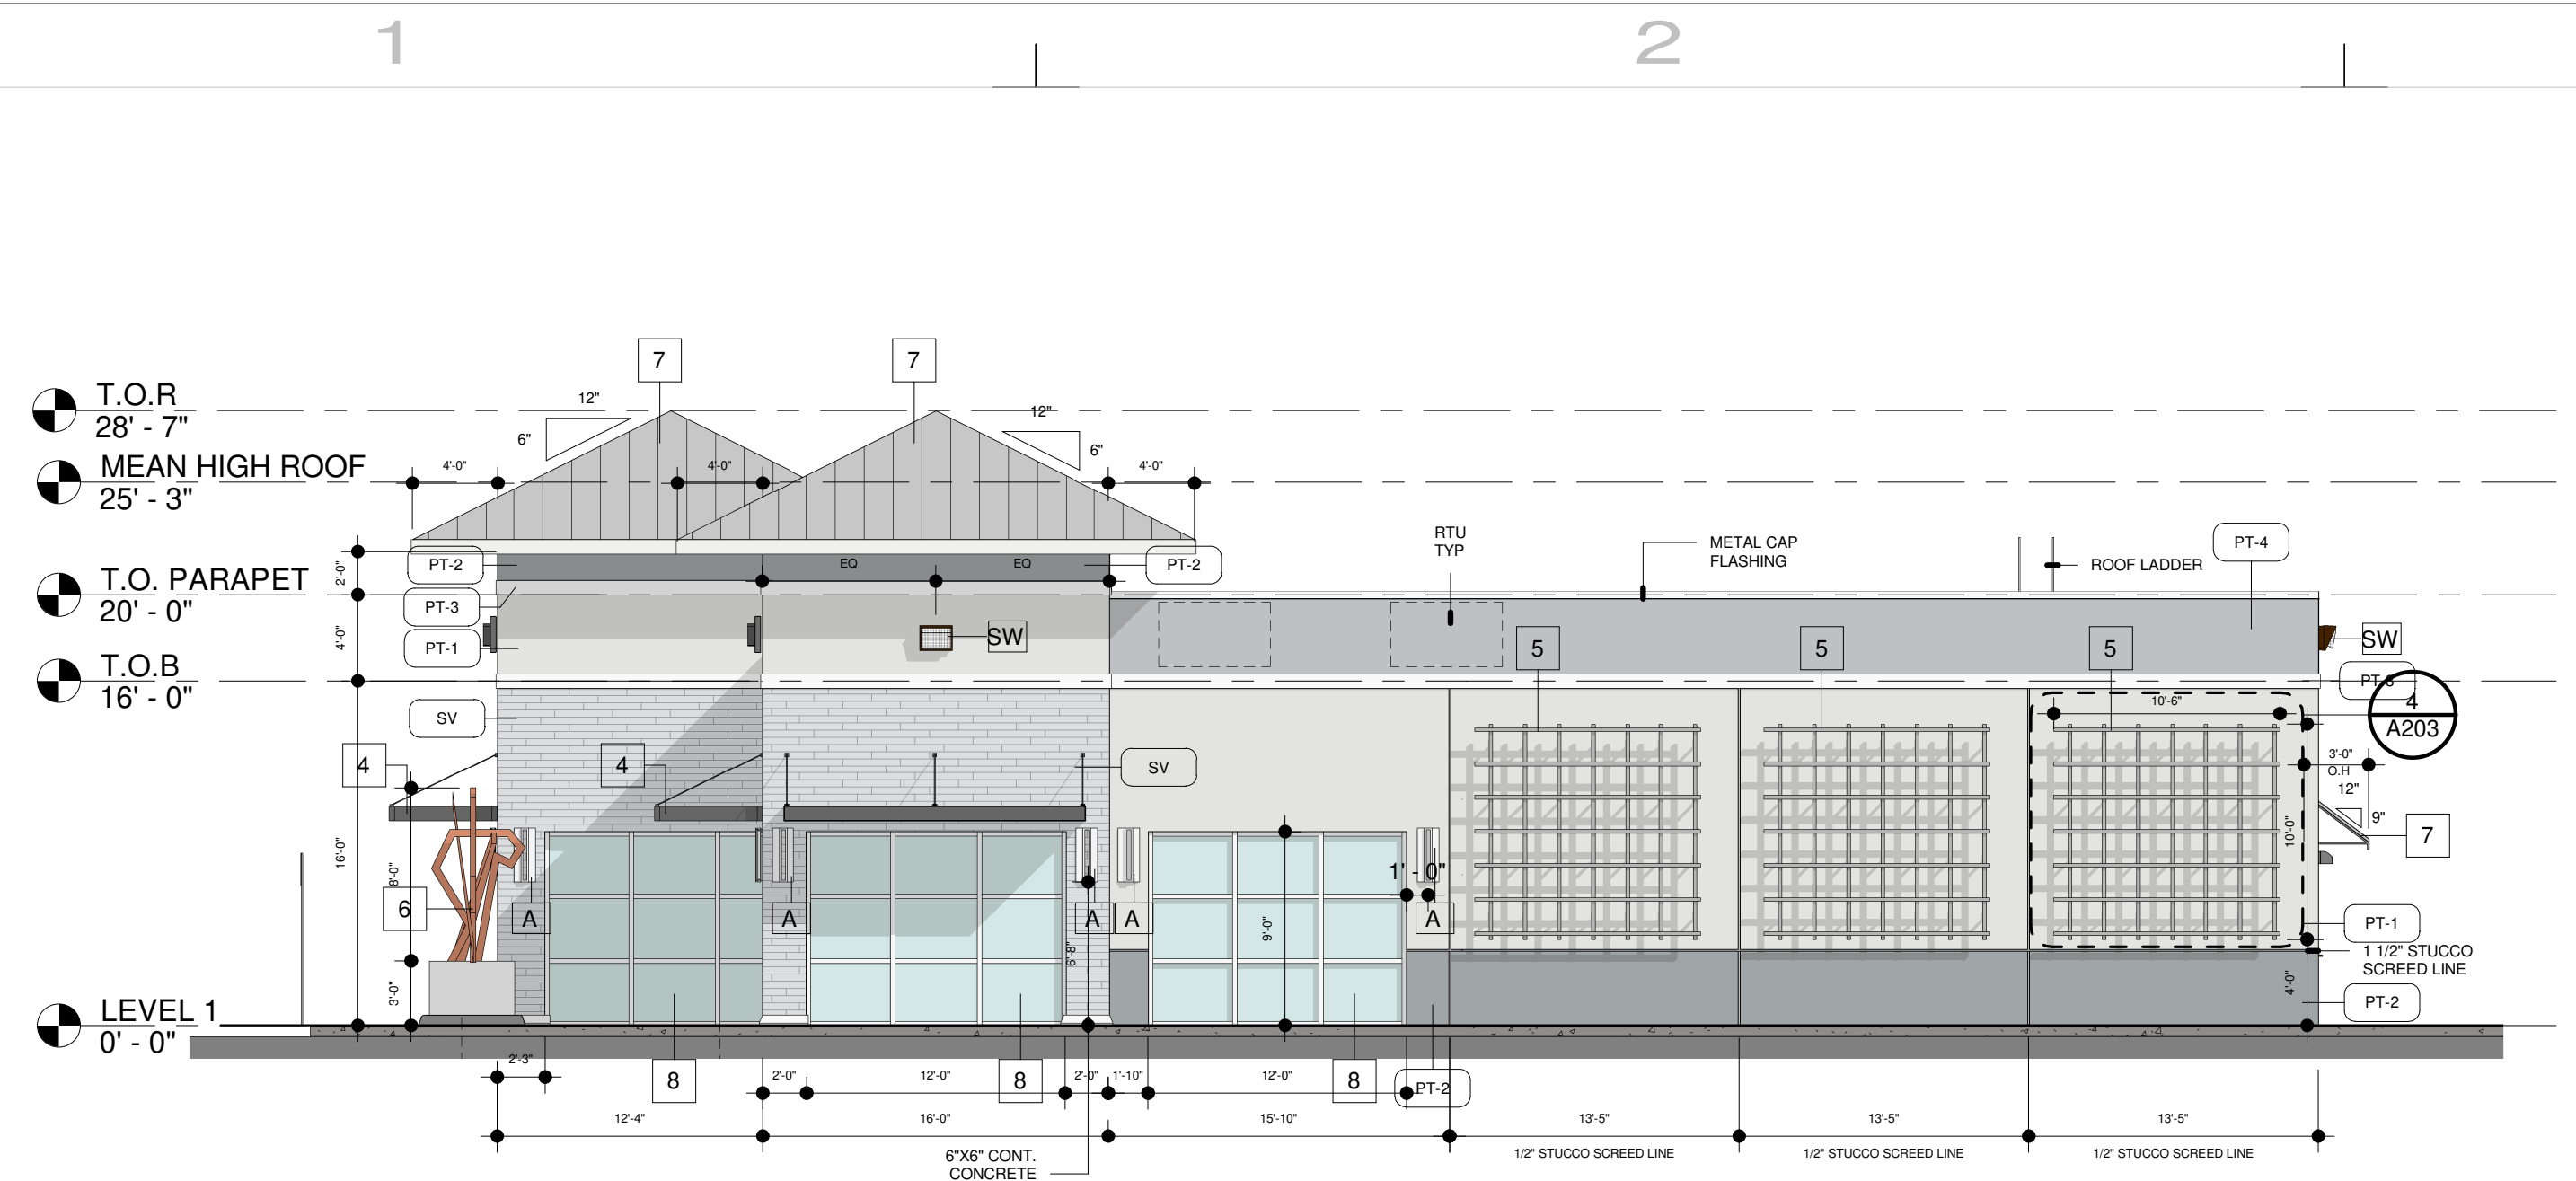 1
2
7
7
T.O.R
28' - 7"
12"
6"
12"
6"
MEAN HIGH ROOF
25' - 3"
4'-0"
4'-0"
4'-0"
RTU
TYP
METAL CAP
FLASHING
ROOF LADDER
PT-4
T.O. PARAPET
20' - 0"
2'-0"
PT-2
EQ
EQ
PT-2
PT-3
PT-1
4'-0"
SW
5
5
5
SW
T.O.B
16' - 0"
PT-3
SV
10'-6"
4
A203
4
4
SV
3'-0"
O.H
12"
9"
7
16'-0"
8'-0"
10'-0"
1' - 0"
6
A
A
A
A
A
9'-0"
6'-8"
PT-1
1 1/2" STUCCO
SCREED LINE
3'-0"
4'-0"
PT-2
LEVEL 1
0' - 0"
2'-3"
8
2'-0"
12'-0"
8
2'-0"
1'-10"
12'-0"
8
PT-2
12'-4"
16'-0"
15'-10"
13'-5"
13'-5"
13'-5"
1/2" STUCCO SCREED LINE
1/2" STUCCO SCREED LINE
1/2" STUCCO SCREED LINE
6"X6" CONT.
CONCRETE